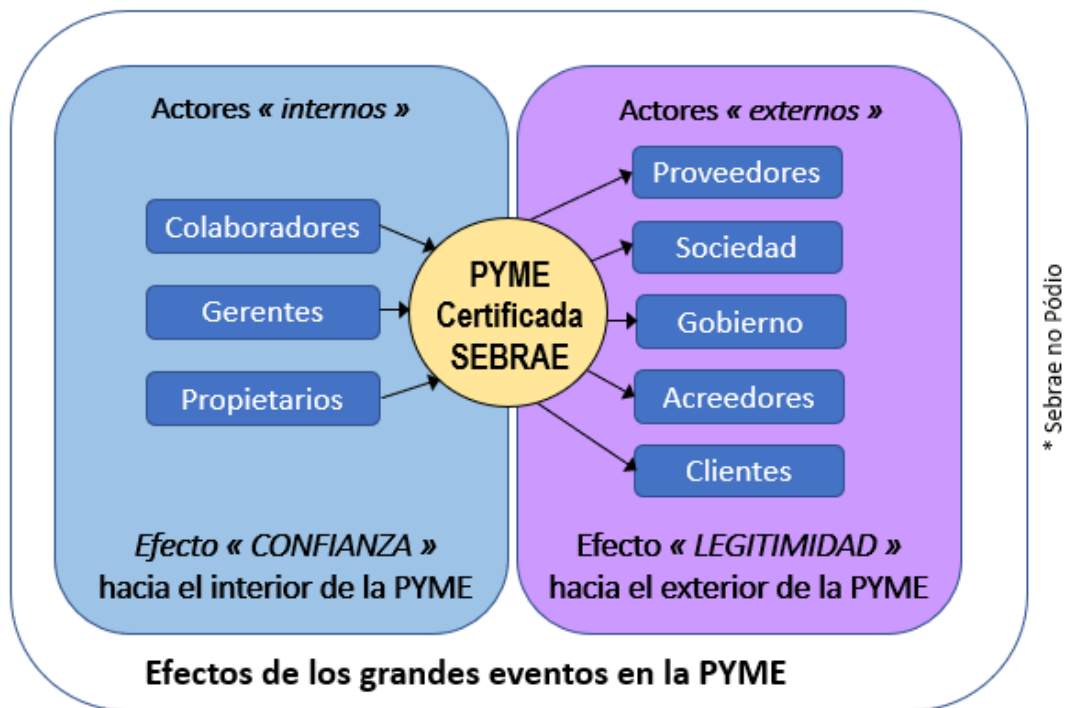 Actores « internos »
Colaboradores
Gerentes
Propietarios
Efecto « CONFIANZA »
hacia el interior de la PYME
PYME
Certificada
SEBRAE
Actores « externos »
Proveedores
Sociedad
Gobierno
Acreedores
Clientes
Efecto « LEGITIMIDAD »
hacia el exterior de la PYME
Efectos de los grandes eventos en la PYME
* Sebrae no Pódio